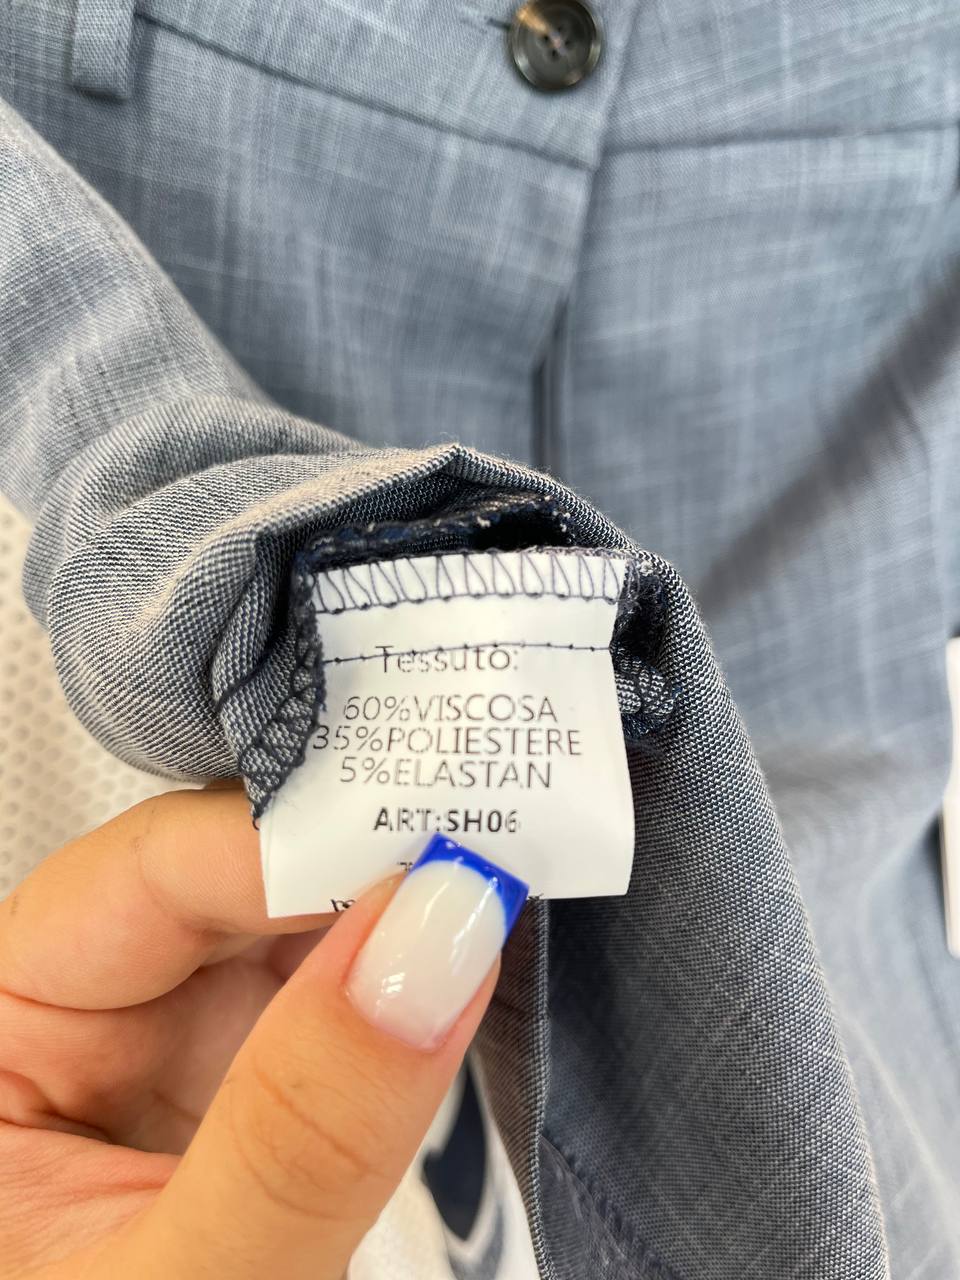 Tessuto:
60%VISCOSA
35%POLIESTERE
5%ELASTAN
ART:SH06